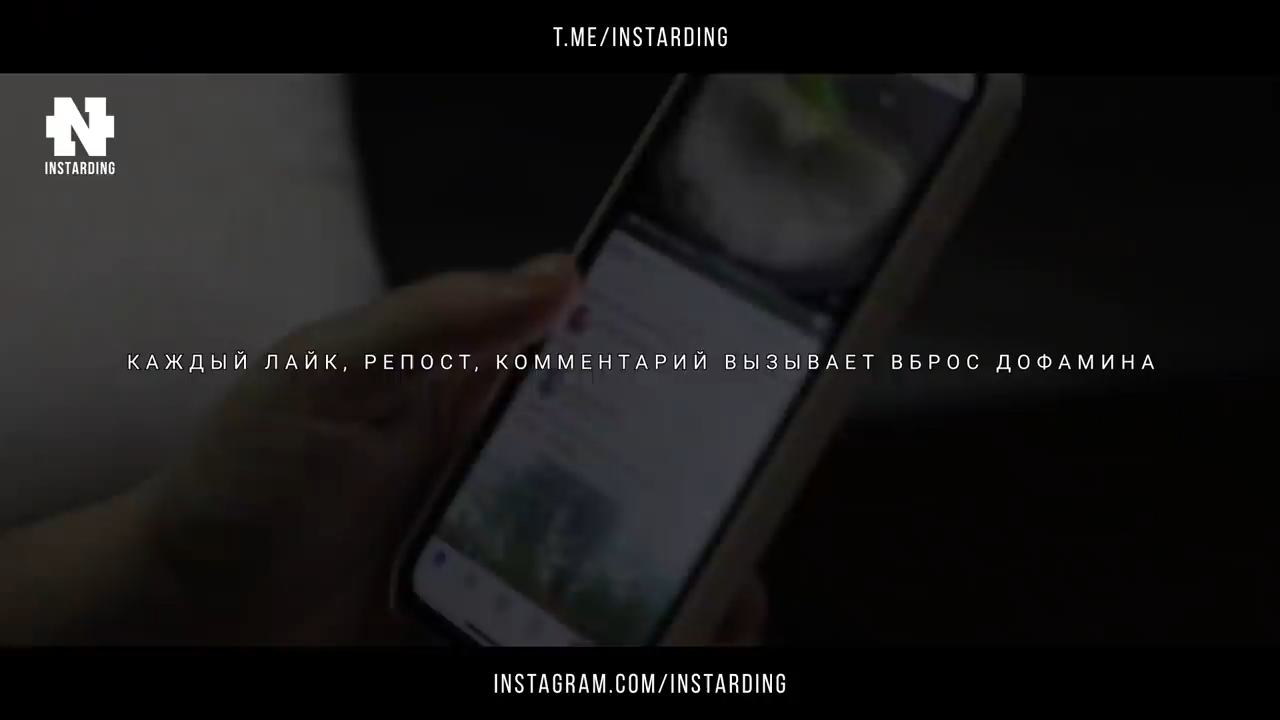 T.ME/INSTARDING
N
INSTARDING
КАЖДЫЙ ЛАЙК, РЕПОСТ, КОММЕНТАРИЙ ВЫЗЫВАЕТ ВБРОС ДОФАМИНА
INSTAGRAM.COM/INSTARDING